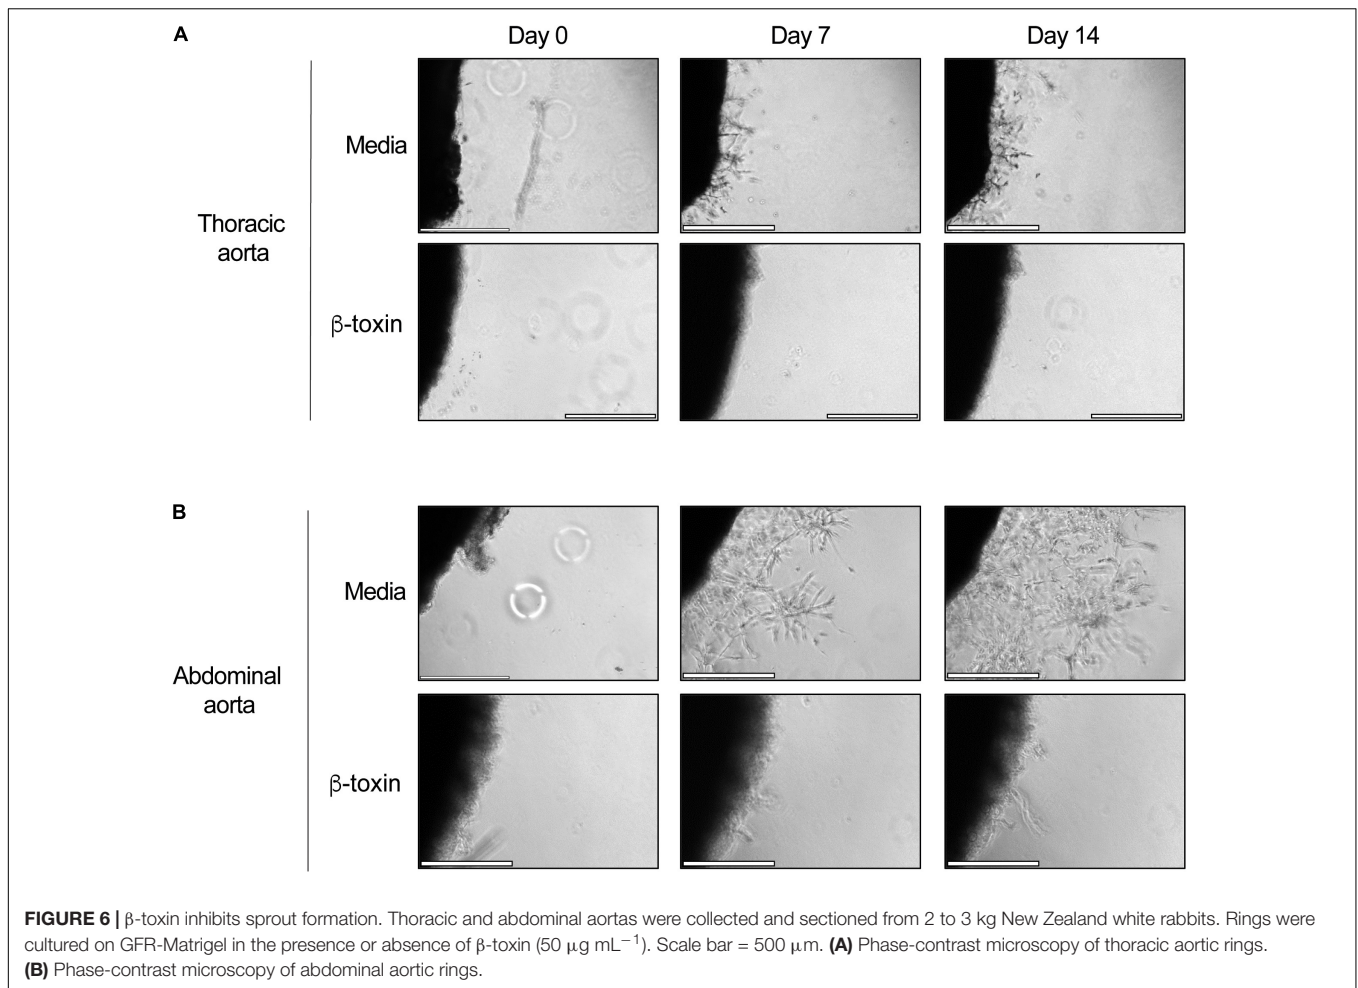 A
Day 0
Day 7
Day 14
Media
Thoracic
aorta
β-toxin
B
Media
Abdominal
aorta
β-toxin
FIGURE 6 | β-toxin inhibits sprout formation. Thoracic and abdominal aortas were collected and sectioned from 2 to 3 kg New Zealand white rabbits. Rings were
cultured on GFR-Matrigel in the presence or absence of β-toxin (50 μg mL⁻¹). Scale bar = 500 μm. (A) Phase-contrast microscopy of thoracic aortic rings.
(B) Phase-contrast microscopy of abdominal aortic rings.